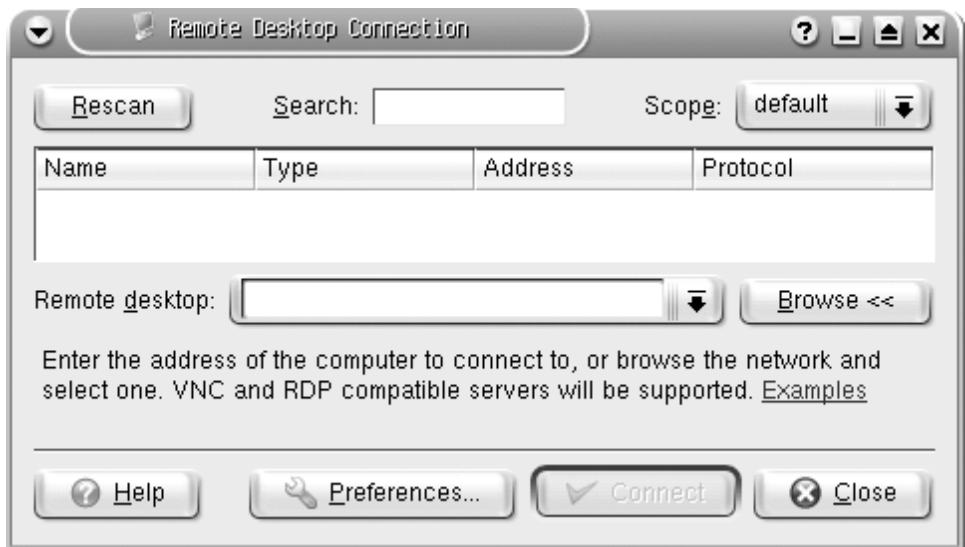 Remote Desktop Connection
Rescan Search: Scope: default
Name Type Address Protocol
Remote desktop: Browse <<
Enter the address of the computer to connect to, or browse the network and
select one. VNC and RDP compatible servers will be supported. Examples
Help Preferences... Connect Close